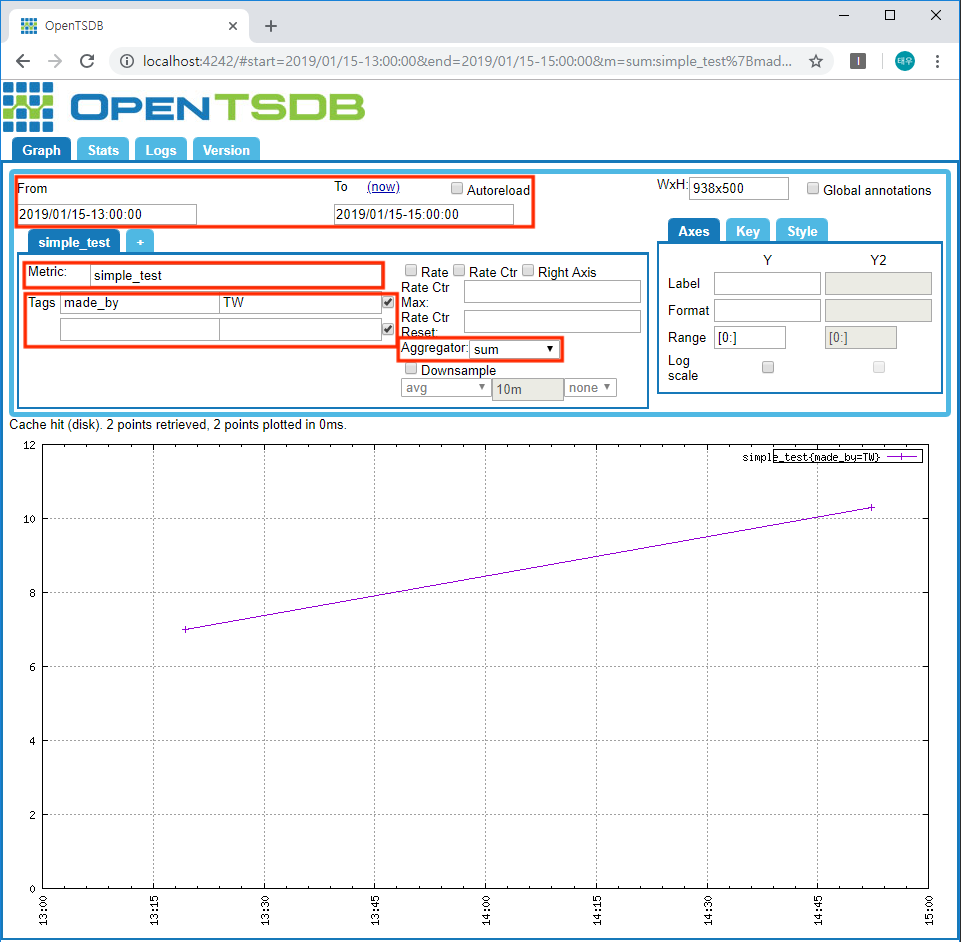 OpenTSDB
localhost:4242/#start=2019/01/15-13:00:00&end=2019/01/15-15:00:00&m=sum:simple_test%7Bmad...
I
태우
OPENTSDB
Graph Stats Logs Version
From To (now) Autoreload
2019/01/15-13:00:00 2019/01/15-15:00:00
WxH: 938x500 Global annotations
simple_test +
Metric: simple_test
Tags made_by TW
Rate Rate Ctr Right Axis
Rate Ctr
Max:
Rate Ctr
Reset:
Aggregator: sum
Downsample
avg 10m none
Axes Key Style
Y Y2
Label
Format
Range [0:] [0:]
Log
scale
Cache hit (disk). 2 points retrieved, 2 points plotted in 0ms.
simple_test{made_by=TW}
12
10
8
6
4
2
0
13:00 13:15 13:30 13:45 14:00 14:15 14:30 14:45 15:00